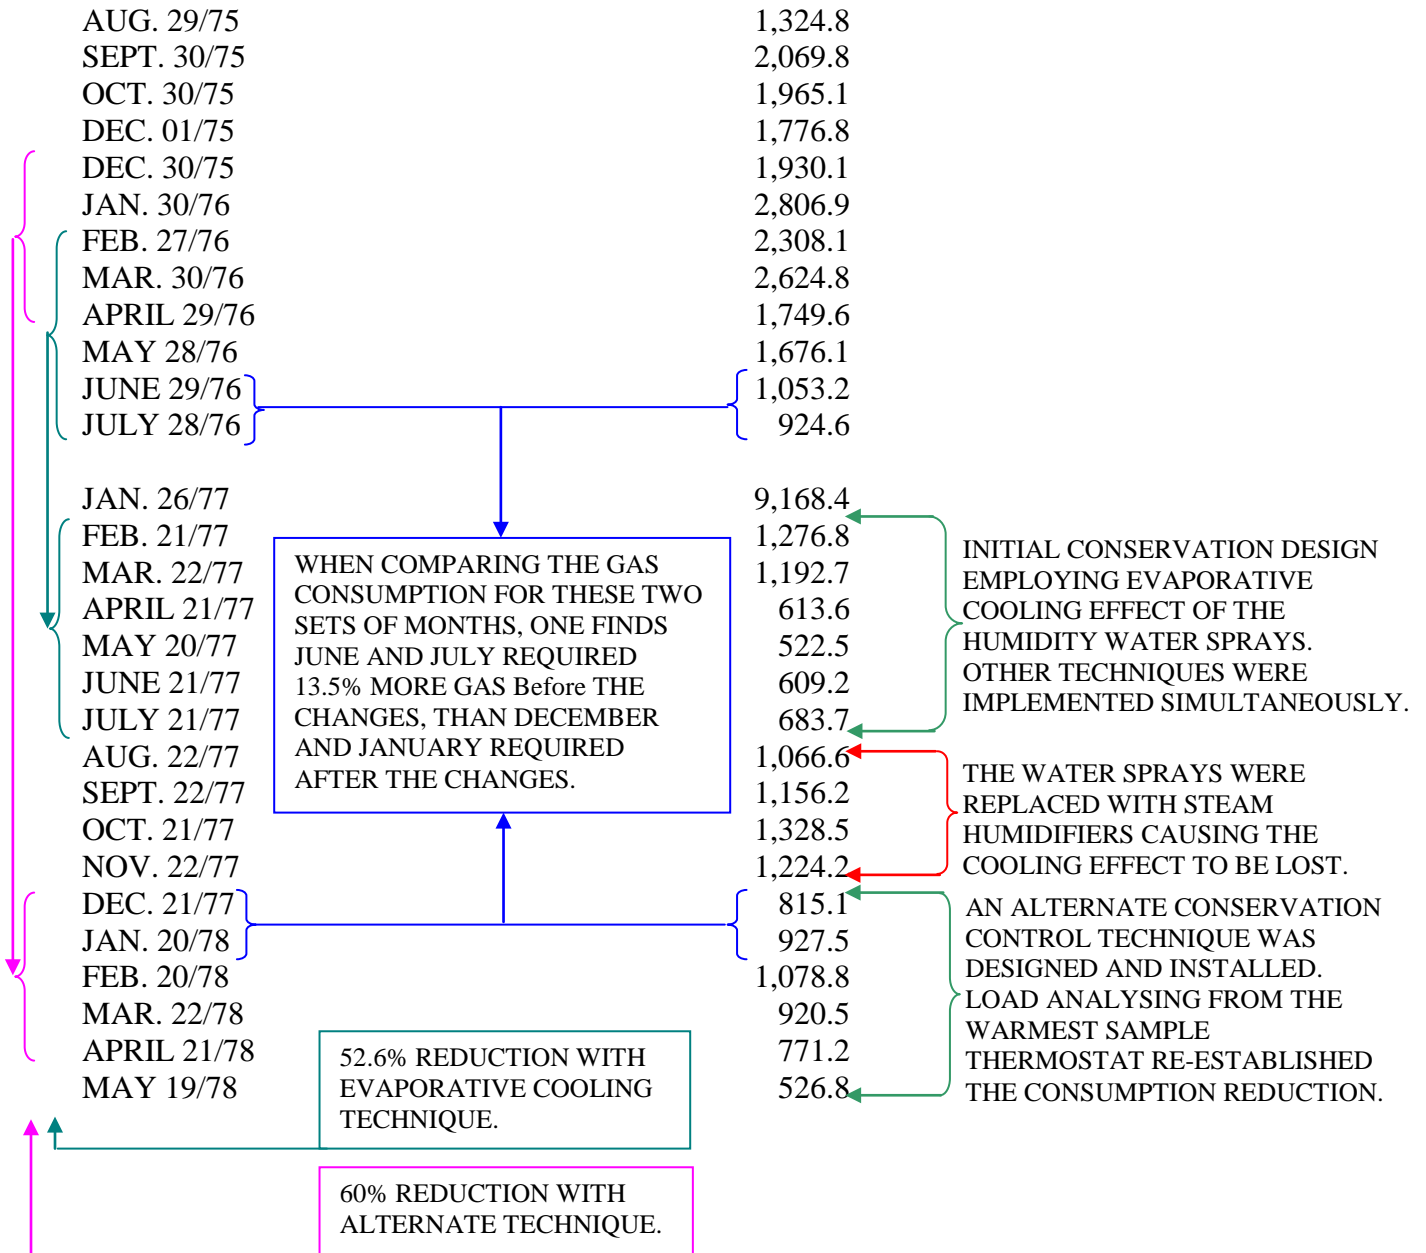 AUG. 29/75 1,324.8
SEPT. 30/75 2,069.8
OCT. 30/75 1,965.1
DEC. 01/75 1,776.8
DEC. 30/75 1,930.1
JAN. 30/76 2,806.9
FEB. 27/76 2,308.1
MAR. 30/76 2,624.8
APRIL 29/76 1,749.6
MAY 28/76 1,676.1
JUNE 29/76 1,053.2
JULY 28/76 924.6
JAN. 26/77 9,168.4
FEB. 21/77 1,276.8
MAR. 22/77 1,192.7
APRIL 21/77 613.6
MAY 20/77 522.5
JUNE 21/77 609.2
JULY 21/77 683.7
AUG. 22/77 1,066.6
SEPT. 22/77 1,156.2
OCT. 21/77 1,328.5
NOV. 22/77 1,224.2
DEC. 21/77 815.1
JAN. 20/78 927.5
FEB. 20/78 1,078.8
MAR. 22/78 920.5
APRIL 21/78 771.2
MAY 19/78 526.8
WHEN COMPARING THE GAS
CONSUMPTION FOR THESE TWO
SETS OF MONTHS, ONE FINDS
JUNE AND JULY REQUIRED
13.5% MORE GAS Before THE
CHANGES, THAN DECEMBER
AND JANUARY REQUIRED
AFTER THE CHANGES.
INITIAL CONSERVATION DESIGN
EMPLOYING EVAPORATIVE
COOLING EFFECT OF THE
HUMIDITY WATER SPRAYS.
OTHER TECHNIQUES WERE
IMPLEMENTED SIMULTANEOUSLY.
THE WATER SPRAYS WERE
REPLACED WITH STEAM
HUMIDIFIERS CAUSING THE
COOLING EFFECT TO BE LOST.
AN ALTERNATE CONSERVATION
CONTROL TECHNIQUE WAS
DESIGNED AND INSTALLED.
LOAD ANALYSING FROM THE
WARMEST SAMPLE
THERMOSTAT RE-ESTABLISHED
THE CONSUMPTION REDUCTION.
52.6% REDUCTION WITH
EVAPORATIVE COOLING
TECHNIQUE.
60% REDUCTION WITH
ALTERNATE TECHNIQUE.